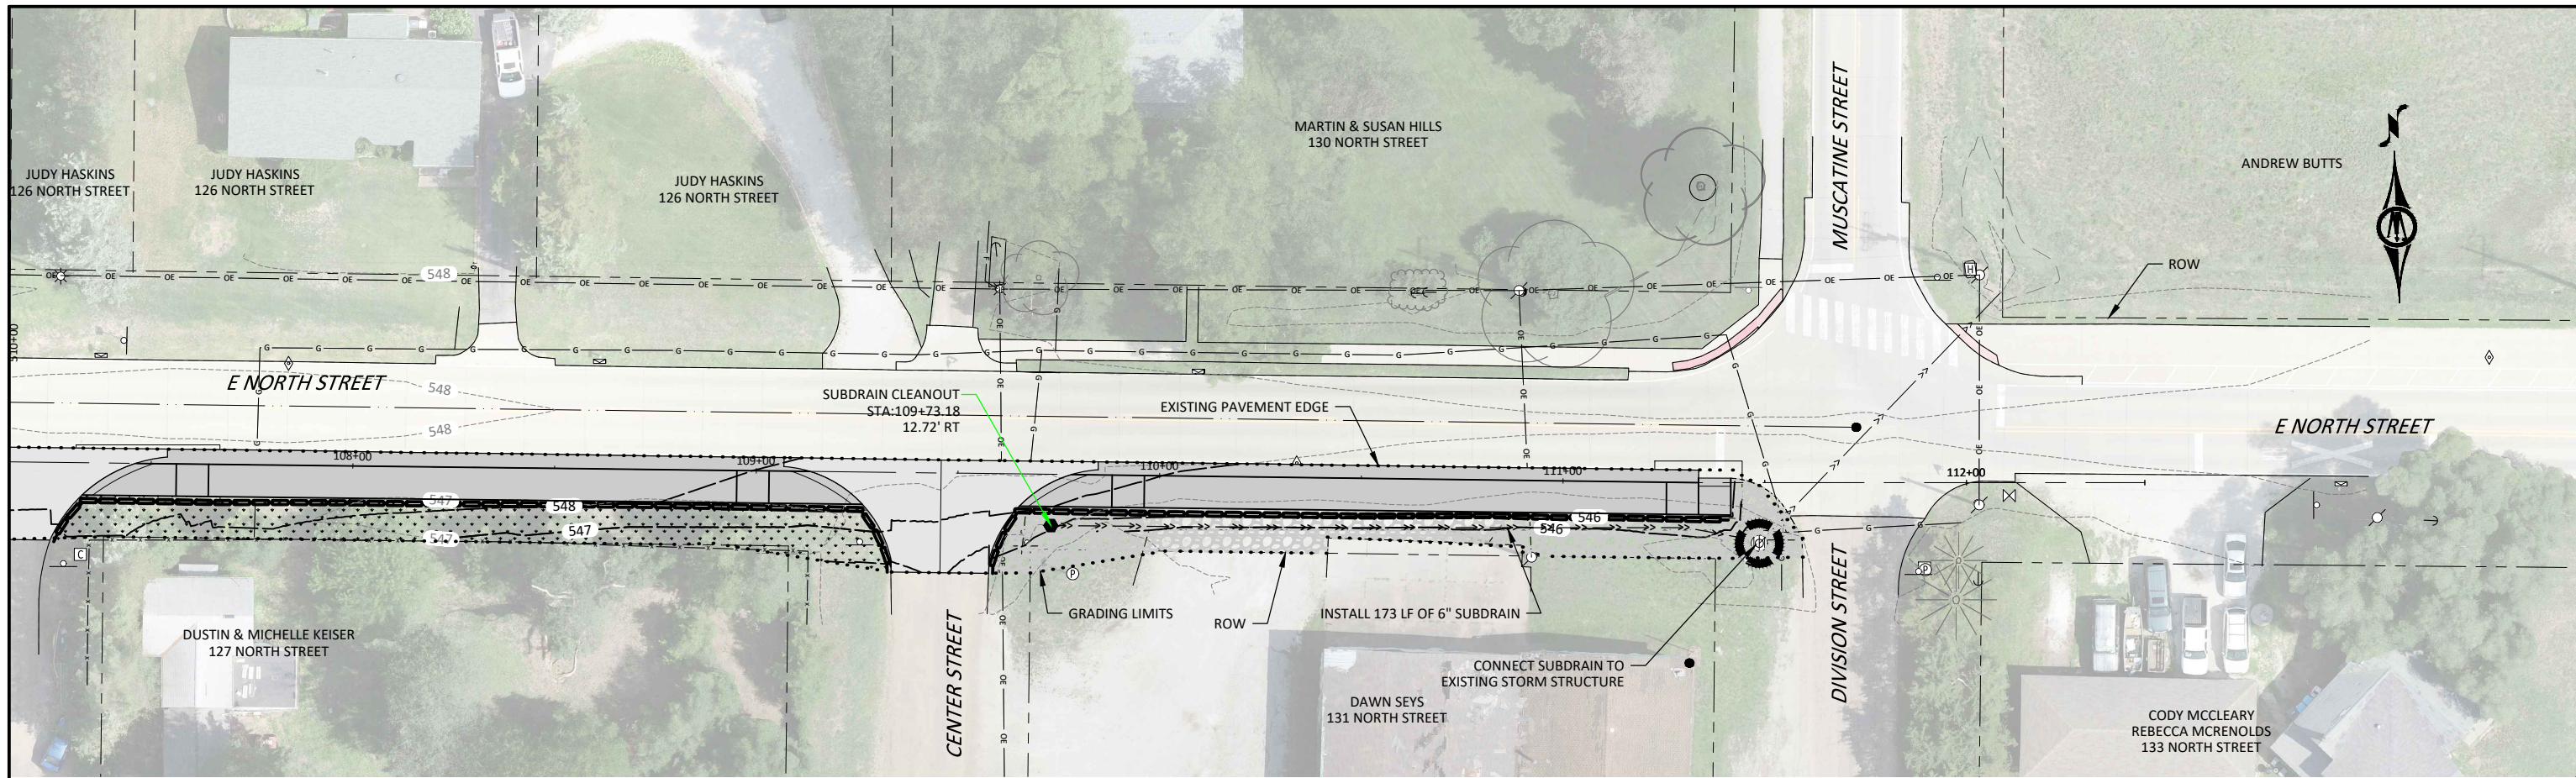 JUDY HASKINS
126 NORTH STREET
JUDY HASKINS
126 NORTH STREET
JUDY HASKINS
126 NORTH STREET
MARTIN & SUSAN HILLS
130 NORTH STREET
MUSCATINE STREET
ANDREW BUTTS
N
ROW
548
OE
G
H
510+00
E NORTH STREET
548
548
SUBDRAIN CLEANOUT
STA:109+73.18
12.72' RT
EXISTING PAVEMENT EDGE
E NORTH STREET
108+00
109+00
110+00
111+00
112+00
547
548
547
547
546
546
C
P
P
GRADING LIMITS
ROW
INSTALL 173 LF OF 6" SUBDRAIN
DUSTIN & MICHELLE KEISER
127 NORTH STREET
CENTER STREET
CONNECT SUBDRAIN TO
EXISTING STORM STRUCTURE
DAWN SEYS
131 NORTH STREET
DIVISION STREET
CODY MCCLEARY
REBECCA MCRENOLDS
133 NORTH STREET